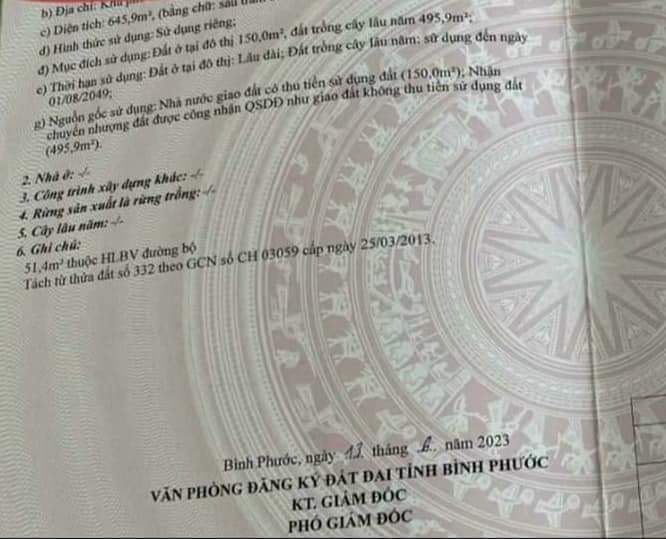 b) Địa chỉ: Khu
c) Diện tích: 645,9m², (bằng chữ: sáu
d) Hình thức sử dụng: Sử dụng riêng;
đ) Mục đích sử dụng: Đất ở tại đô thị 150,0m², đất trồng cây lâu năm 495,9m²;
e) Thời hạn sử dụng: Đất ở tại đô thị: Lâu dài; Đất trồng cây lâu năm: sử dụng đến ngày
01/08/2049;
g) Nguồn gốc sử dụng: Nhà nước giao đất có thu tiền sử dụng đất (150,0m²); Nhận
chuyển nhượng đất được công nhận QSDĐ như giao đất không thu tiền sử dụng đất
(495,9m²).
2. Nhà ở: -/-
3. Công trình xây dựng khác: -/-
4. Rừng sản xuất là rừng trồng: -/-
5. Cây lâu năm: -/-
6. Ghi chú:
51,4m² thuộc HLBV đường bộ
Tách từ thửa đất số 332 theo GCN số CH 03059 cấp ngày 25/03/2013.
Bình Phước, ngày tháng năm 2023
VĂN PHÒNG ĐĂNG KÝ ĐẤT ĐAI TỈNH BÌNH PHƯỚC
KT. GIÁM ĐỐC
PHÓ GIÁM ĐỐC